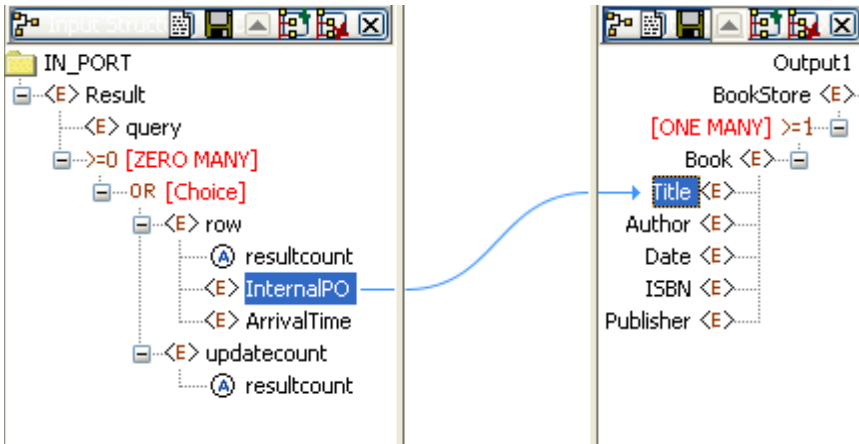 Input Structu
IN_PORT
<E> Result
<E> query
>=0 [ZERO MANY]
OR [Choice]
<E> row
A resultcount
<E> InternalPO
<E> ArrivalTime
<E> updatecount
A resultcount
Output1
BookStore <E>
[ONE MANY] >=1
Book <E>
Title <E>
Author <E>
Date <E>
ISBN <E>
Publisher <E>